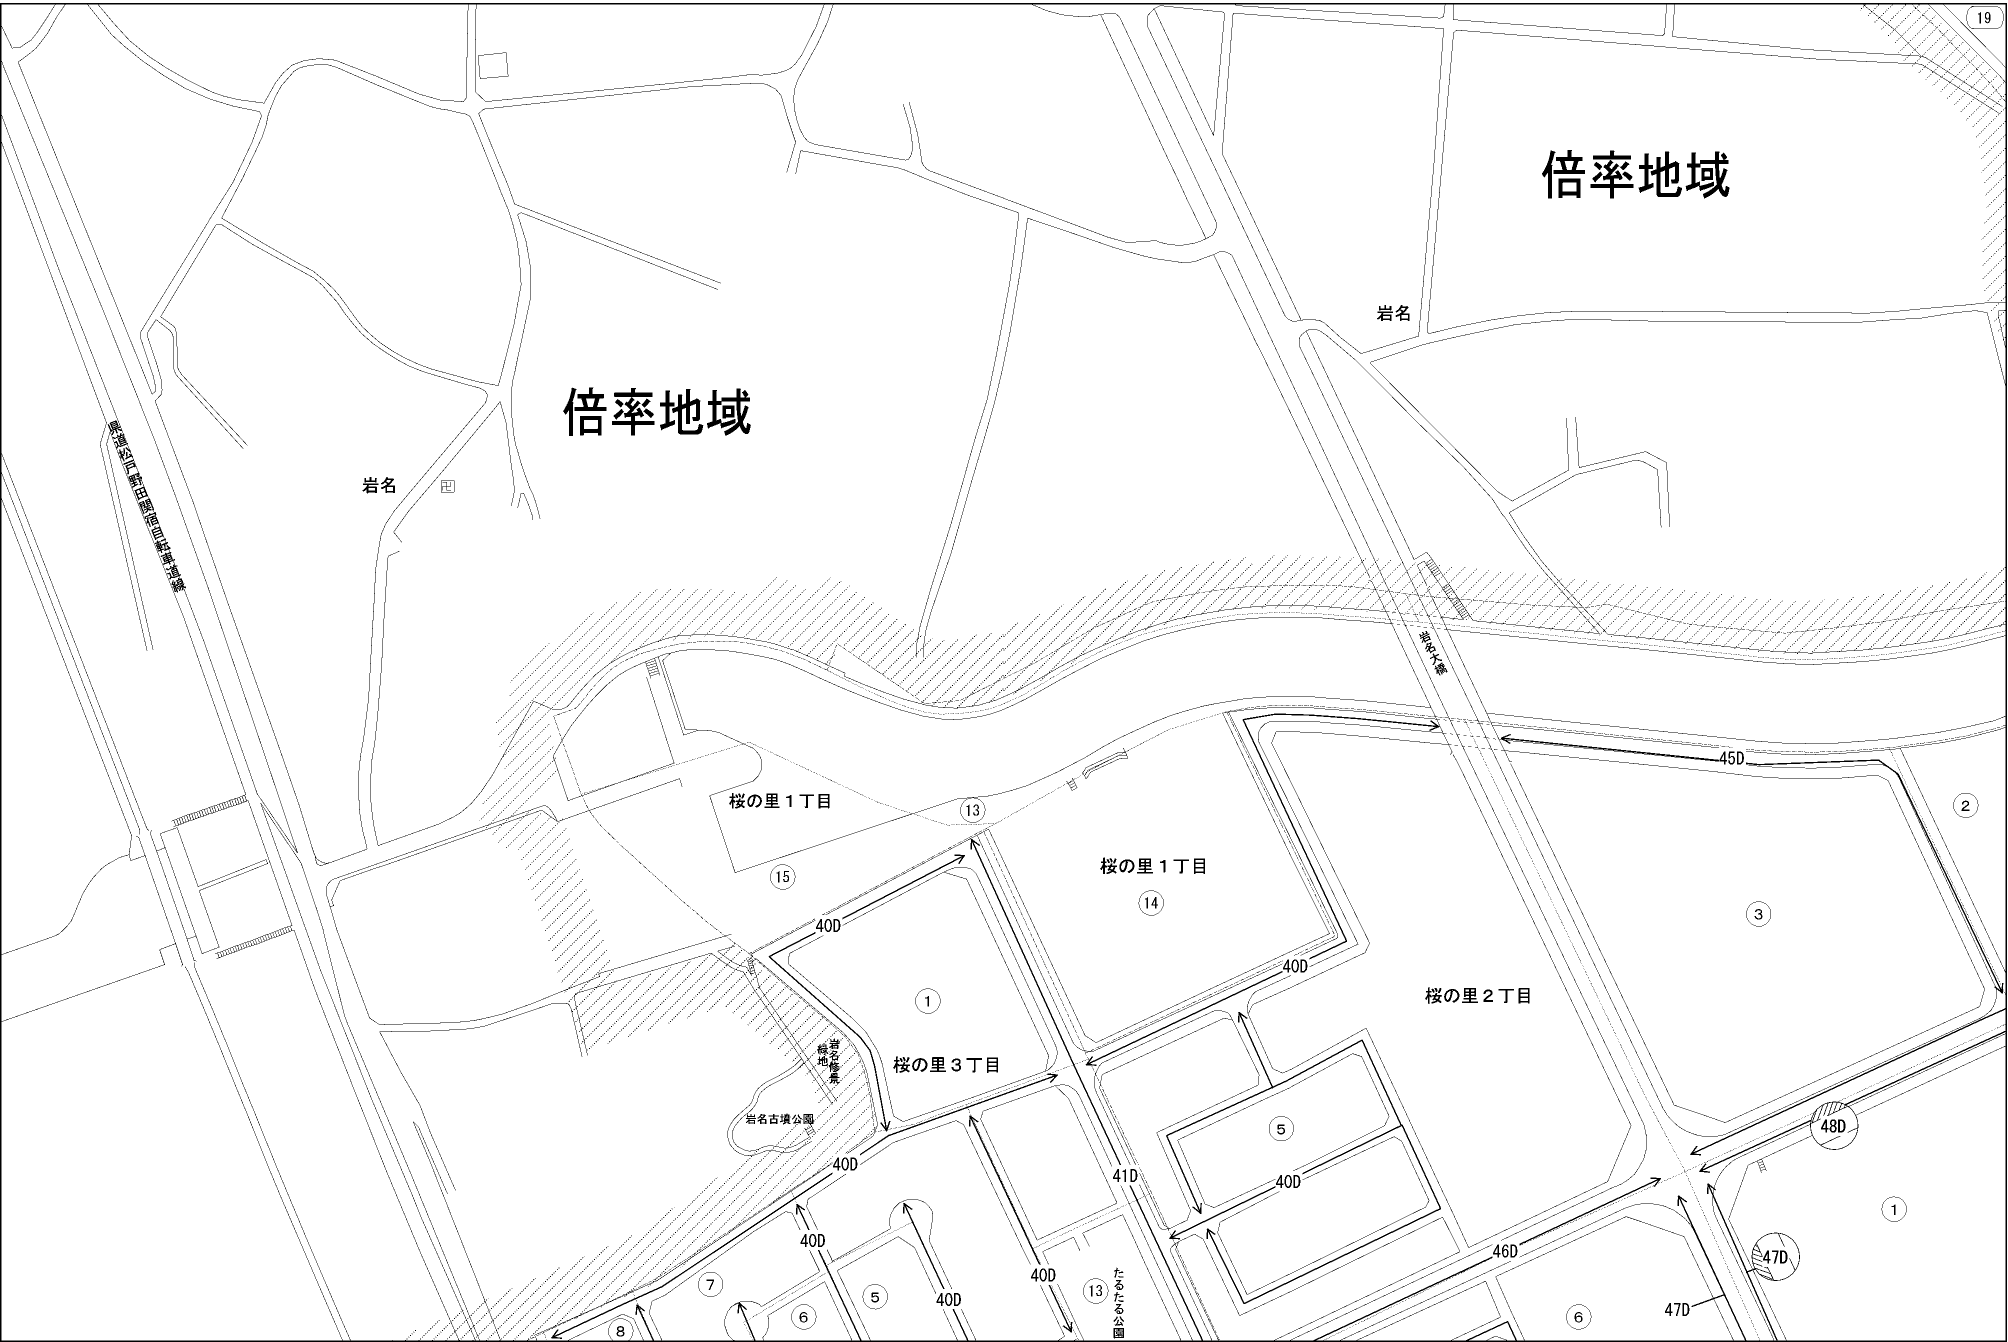 19
倍率地域
岩名
倍率地域
岩名
卍
県道松戸野田関宿自転車道線
岩名大橋
45D
桜の里1丁目
13
2
15
桜の里1丁目
14
3
40D
40D
1
桜の里2丁目
桜の里3丁目
岩名修景
緑地
岩名古墳公園
5
48D
40D
41D
40D
1
40D
46D
47D
40D
13
たるたる公園
7
5
40D
6
8
6
47D